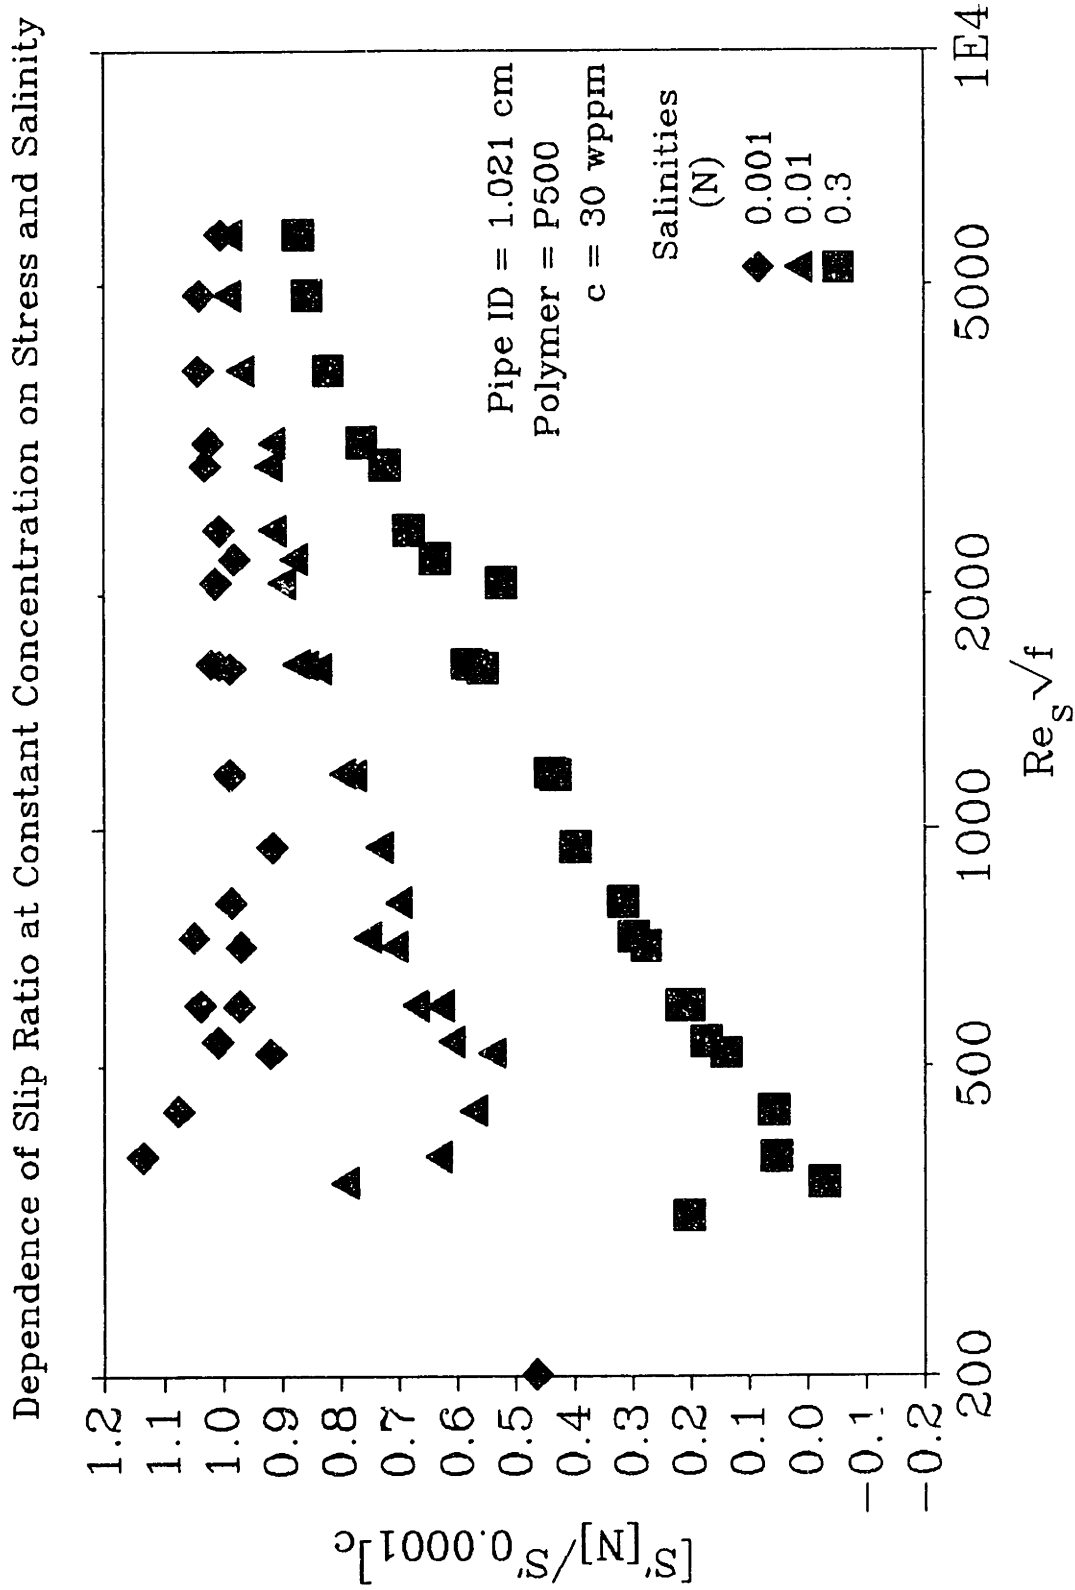 Dependence of Slip Ratio at Constant Concentration on Stress and Salinity
[S'[N]/S'0.0001]c
1.2
1.1
1.0
0.9
0.8
0.7
0.6
0.5
0.4
0.3
0.2
0.1
0.0
−0.1
−0.2
Pipe ID = 1.021 cm
Polymer = P500
c = 30 wppm
Salinities
(N)
0.001
0.01
0.3
200
500
1000
2000
5000
1E4
Res√f